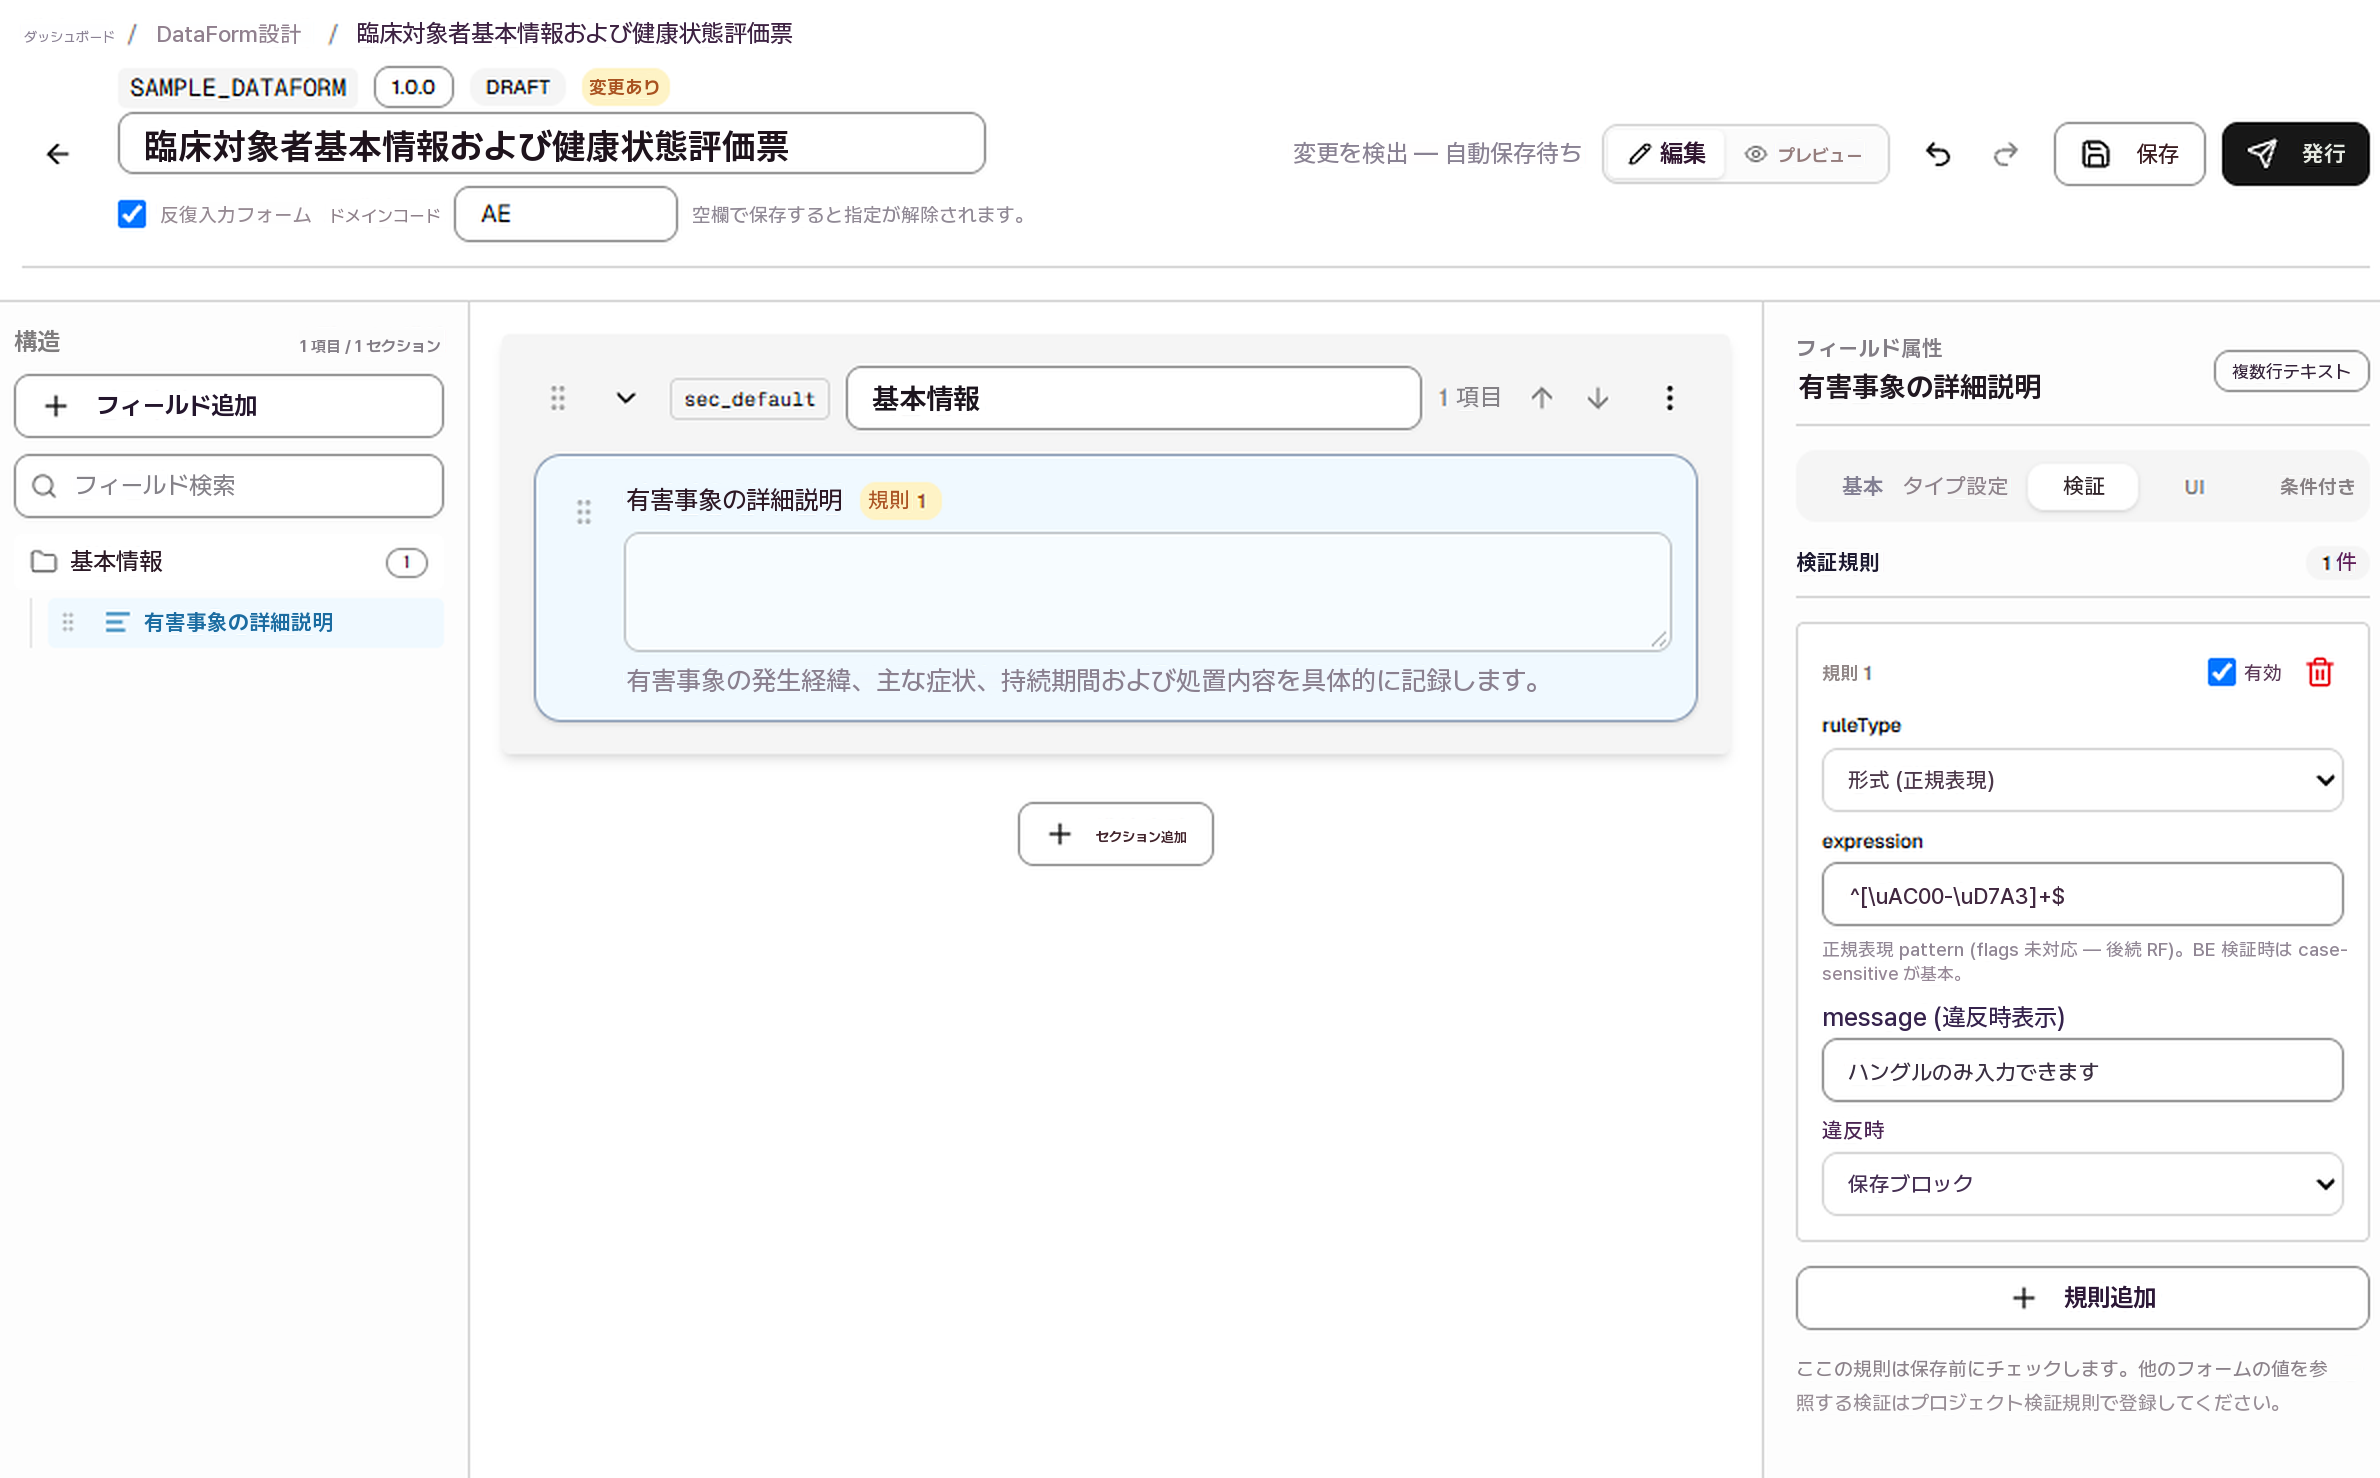 ダッシュボード / DataForm設計 / 臨床対象者基本情報および健康状態評価票
SAMPLE_DATAFORM 1.0.0 DRAFT 変更あり
臨床対象者基本情報および健康状態評価票
変更を検出 — 自動保存待ち 編集 プレビュー 保存 発行
反復入力フォーム ドメインコード AE 空欄で保存すると指定が解除されます。
構造 1 項目 / 1 セクション
フィールド追加
フィールド検索
基本情報 1
有害事象の詳細説明
sec_default 基本情報 1 項目
有害事象の詳細説明 規則 1
有害事象の発生経緯、主な症状、持続期間および処置内容を具体的に記録します。
セクション追加
フィールド属性
有害事象の詳細説明 複数行テキスト
基本 タイプ設定 検証 UI 条件付き
検証規則 1 件
規則 1 有効
ruleType
形式 (正規表現)
expression
^[\uAC00-\uD7A3]+$
正規表現 pattern (flags 未対応 — 後続 RF)。BE 検証時は case-
sensitive が基本。
message (違反時表示)
ハングルのみ入力できます
違反時
保存ブロック
規則追加
ここの規則は保存前にチェックします。他のフォームの値を参
照する検証はプロジェクト検証規則で登録してください。